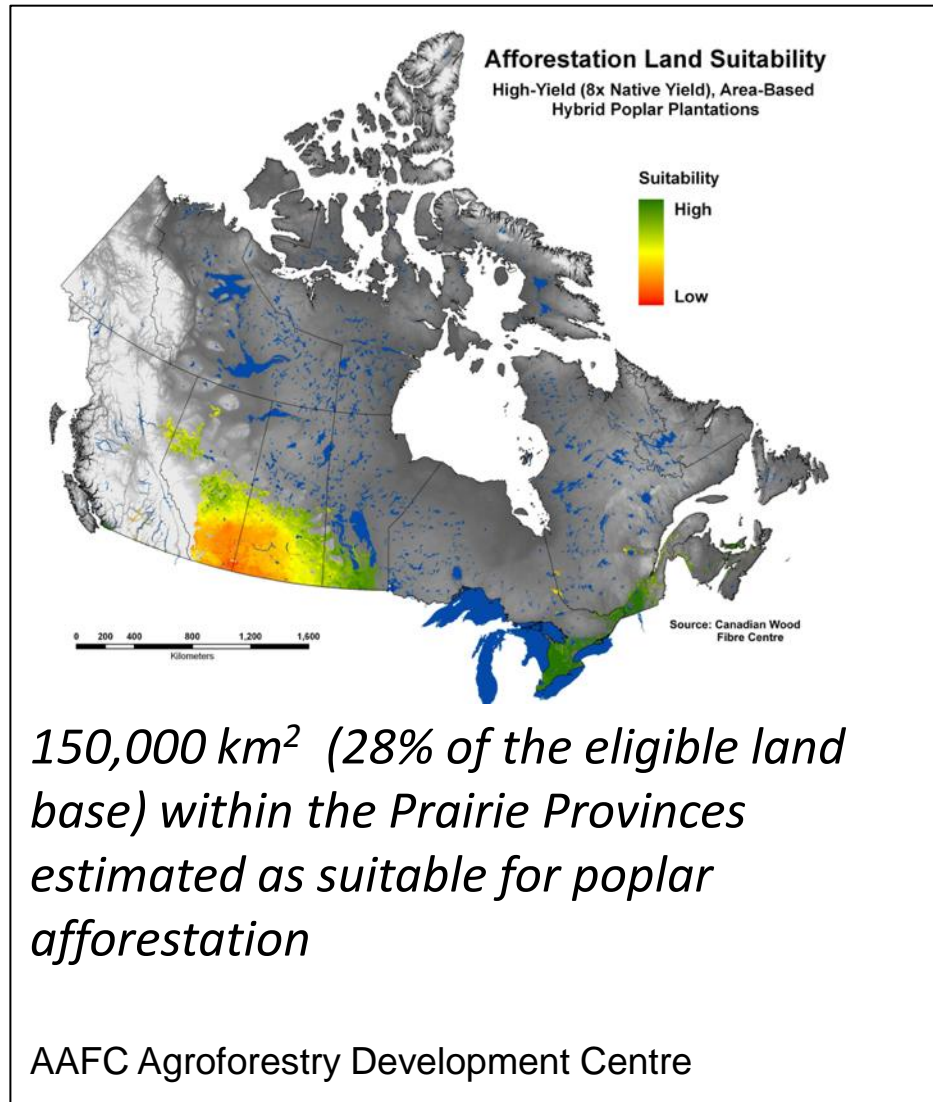 Afforestation Land Suitability
High-Yield (8x Native Yield), Area-Based
Hybrid Poplar Plantations
Suitability
High
Low
Source: Canadian Wood
Fibre Centre
0 200 400 800 1,200 1,600
Kilometers
150,000 km² (28% of the eligible land
base) within the Prairie Provinces
estimated as suitable for poplar
afforestation
AAFC Agroforestry Development Centre